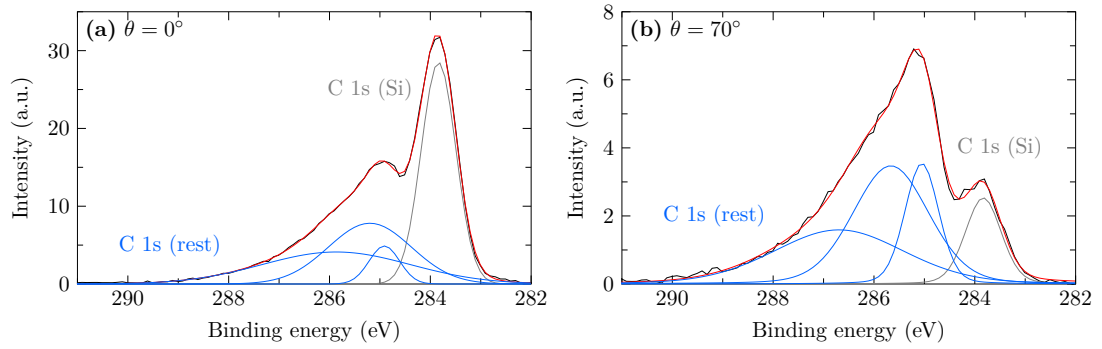 (a) θ = 0°
C 1s (Si)
C 1s (rest)
Intensity (a.u.)
30
20
10
0
290
288
286
284
282
Binding energy (eV)
(b) θ = 70°
C 1s (Si)
C 1s (rest)
Intensity (a.u.)
8
6
4
2
0
290
288
286
284
282
Binding energy (eV)